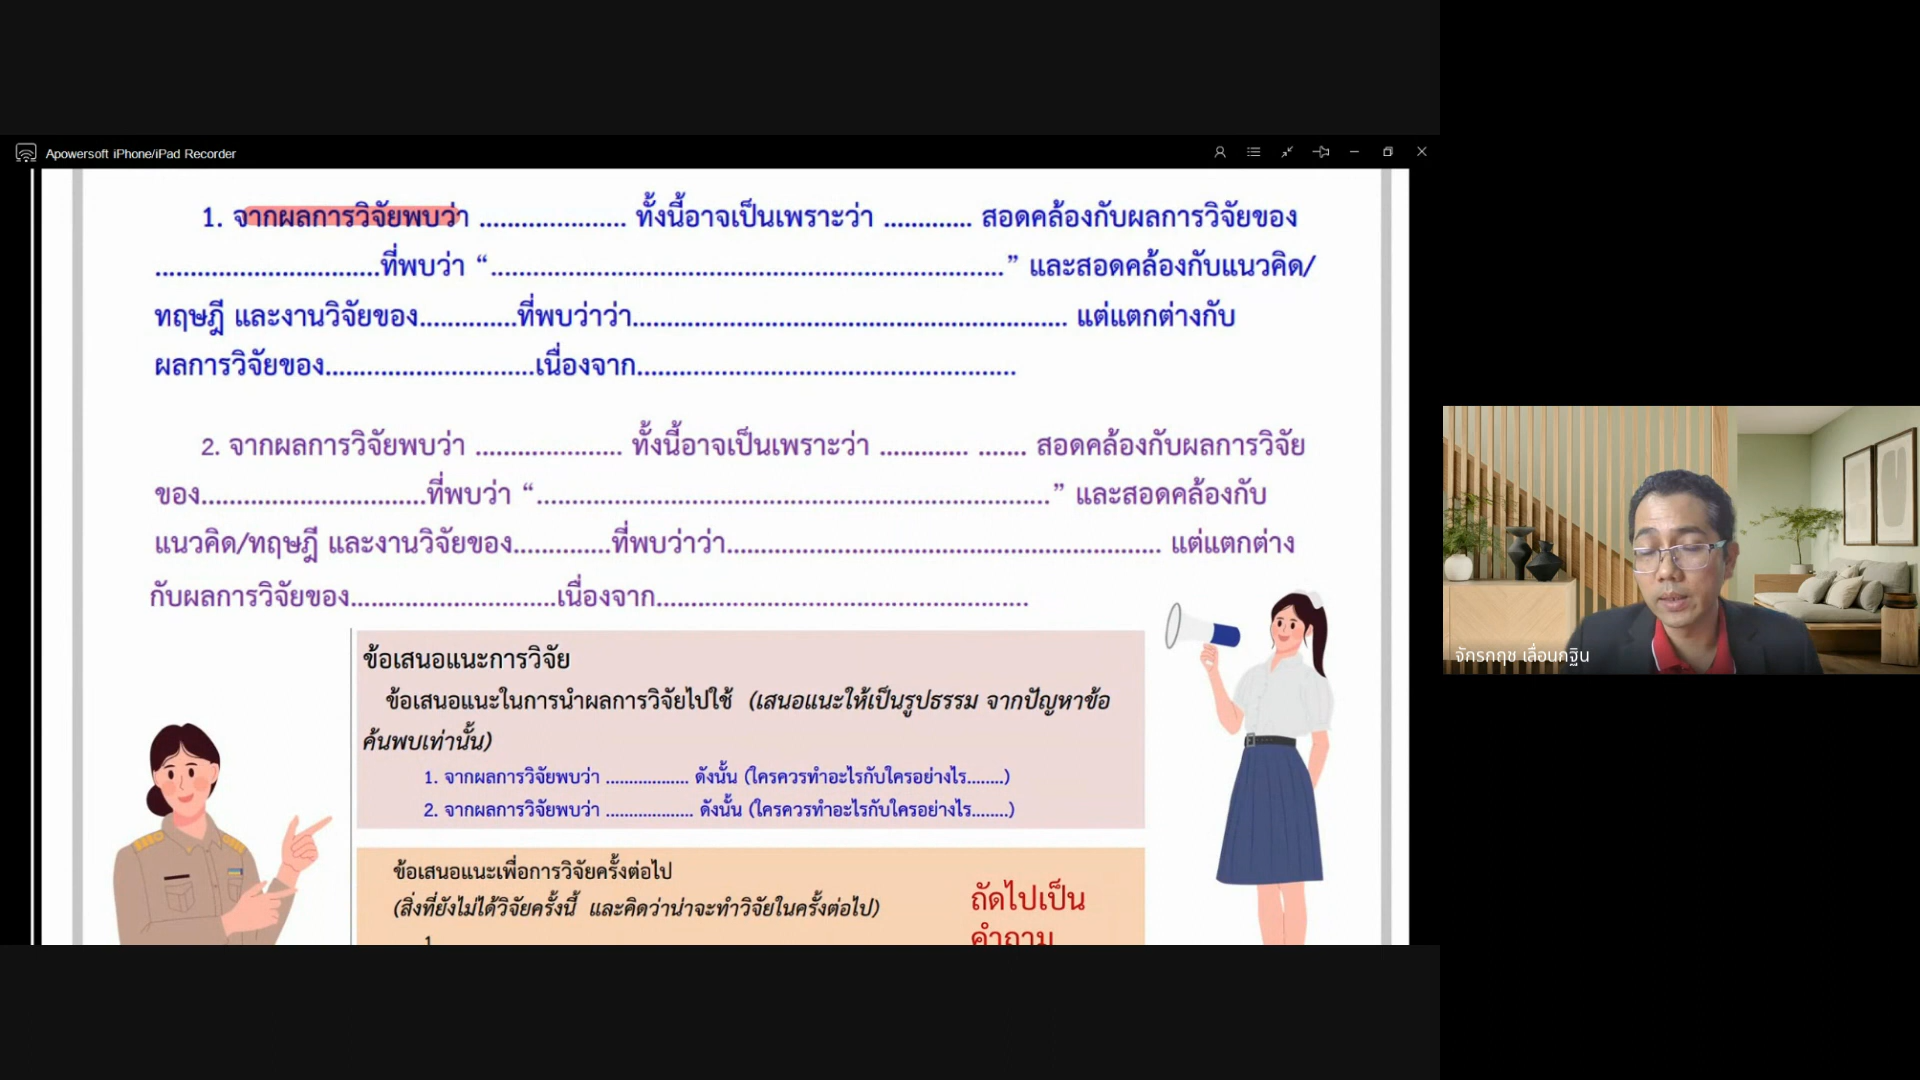 Apowersoft iPhone/iPad Recorder
1. จากผลการวิจัยพบว่า ..................... ทั้งนี้อาจเป็นเพราะว่า ............. สอดคล้องกับผลการวิจัยของ
................................ที่พบว่า “.........................................................................” และสอดคล้องกับแนวคิด/
ทฤษฎี และงานวิจัยของ..............ที่พบว่าว่า.............................................................. แต่แตกต่างกับ
ผลการวิจัยของ..............................เนื่องจาก......................................................
2. จากผลการวิจัยพบว่า ..................... ทั้งนี้อาจเป็นเพราะว่า ............. ....... สอดคล้องกับผลการวิจัย
ของ................................ที่พบว่า “.........................................................................” และสอดคล้องกับ
แนวคิด/ทฤษฎี และงานวิจัยของ..............ที่พบว่าว่า.............................................................. แต่แตกต่าง
กับผลการวิจัยของ.............................เนื่องจาก.....................................................
ข้อเสนอแนะการวิจัย
ข้อเสนอแนะในการนำผลการวิจัยไปใช้ (เสนอแนะให้เป็นรูปธรรม จากปัญหาข้อ
ค้นพบเท่านั้น)
1. จากผลการวิจัยพบว่า .................. ดังนั้น (ใครควรทำอะไรกับใครอย่างไร........)
2. จากผลการวิจัยพบว่า ................... ดังนั้น (ใครควรทำอะไรกับใครอย่างไร........)
ข้อเสนอแนะเพื่อการวิจัยครั้งต่อไป
(สิ่งที่ยังไม่ได้วิจัยครั้งนี้ และคิดว่าน่าจะทำวิจัยในครั้งต่อไป)
1
ถัดไปเป็น
คำถาม
จักรกฤช เลื่อนกฐิน